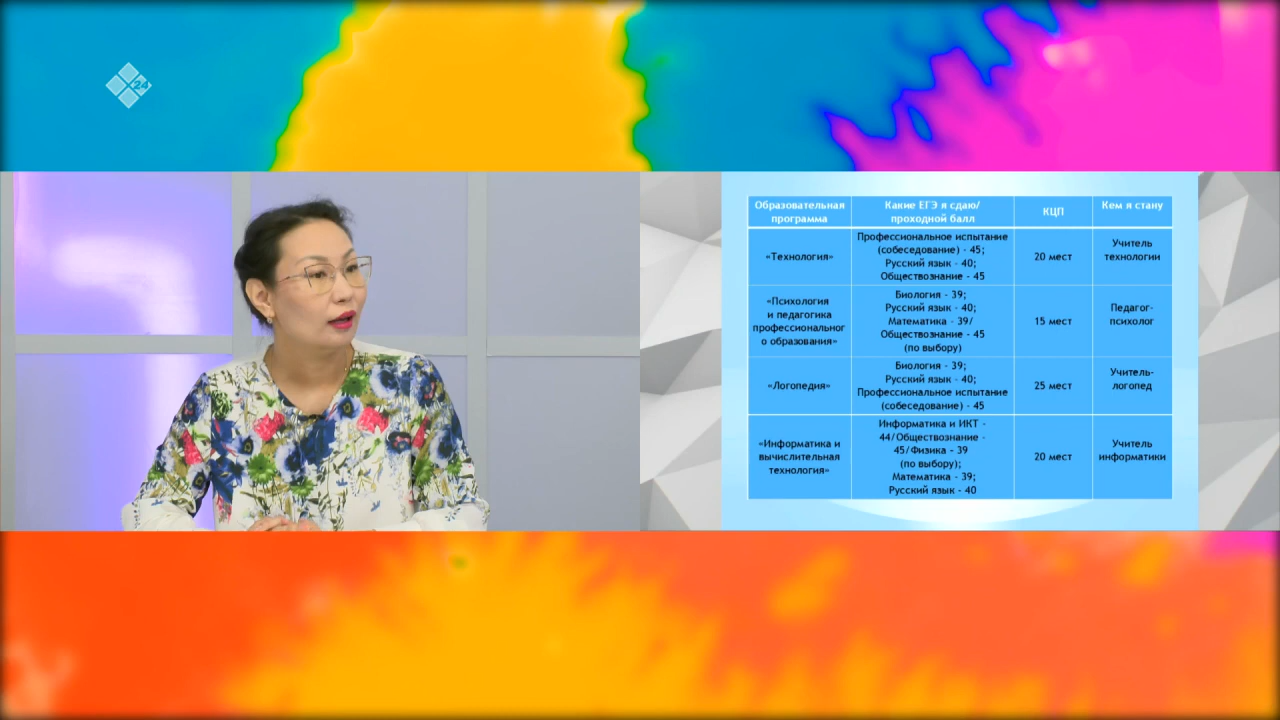 х24
Образовательная
программа
Какие ЕГЭ я сдаю/
проходной балл
КЦП
Кем я стану
«Технология»
Профессиональное испытание
(собеседование) - 45;
Русский язык - 40;
Обществознание - 45
20 мест
Учитель
технологии
«Психология
и педагогика
профессиональног
о образования»
Биология - 39;
Русский язык - 40;
Математика - 39/
Обществознание - 45
(по выбору)
15 мест
Педагог-
психолог
«Логопедия»
Биология - 39;
Русский язык - 40;
Профессиональное испытание
(собеседование) - 45
25 мест
Учитель-
логопед
«Информатика и
вычислительная
технология»
Информатика и ИКТ -
44/Обществознание -
45/Физика – 39
(по выбору);
Математика - 39;
Русский язык - 40
20 мест
Учитель
информатики